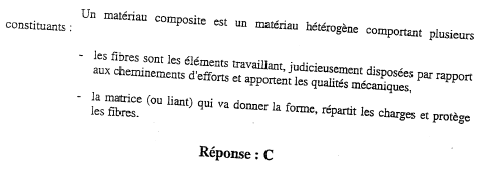 Un matériau composite est un matériau hétérogène comportant plusieurs
constituants :
- les fibres sont les éléments travaillant, judicieusement disposées par rapport
aux cheminements d'efforts et apportent les qualités mécaniques,
- la matrice (ou liant) qui va donner la forme, répartit les charges et protège
les fibres.
Réponse : C